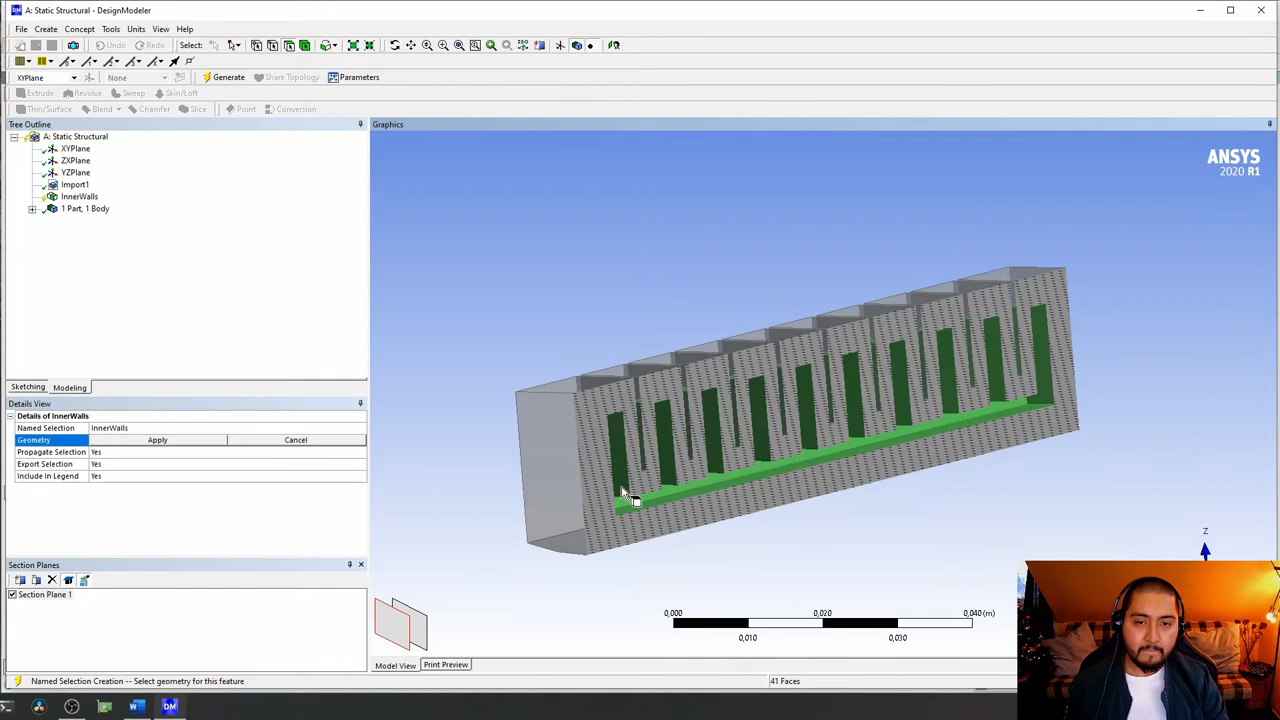 A: Static Structural - DesignModeler
File Create Concept Tools Units View Help
Undo Redo Select:
XYPlane None Generate Share Topology Parameters
Extrude Revolve Sweep Skin/Loft
Thin/Surface Blend Chamfer Slice Point Conversion
Tree Outline
A: Static Structural
XYPlane
ZXPlane
YZPlane
Import1
InnerWalls
1 Part, 1 Body
Sketching Modeling
Details View
Details of InnerWalls
Named Selection InnerWalls
Geometry Apply Cancel
Propagate Selection Yes
Export Selection Yes
Include In Legend Yes
Section Planes
Section Plane 1
Graphics
ANSYS
2020 R1
Z
0,000 0,020 0,040 (m)
0,010 0,030
Model View Print Preview
Named Selection Creation -- Select geometry for this feature 41 Faces
DM